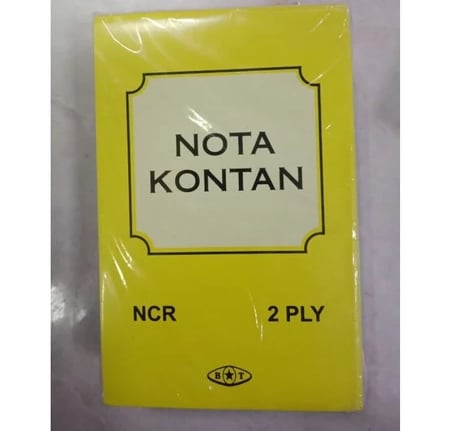 NOTA
KONTAN
NCR 2 PLY
B★T